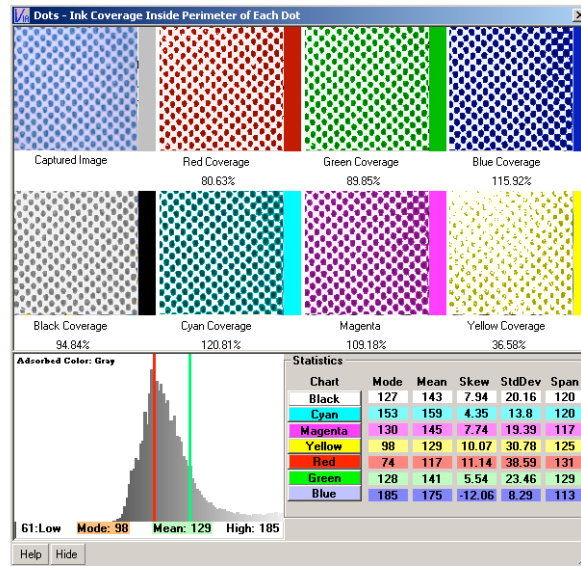 VIA Dots - Ink Coverage Inside Perimeter of Each Dot
Captured Image Red Coverage Green Coverage Blue Coverage
80.63% 89.85% 115.92%
Black Coverage Cyan Coverage Magenta Yellow Coverage
94.84% 120.81% 109.18% 36.58%
Adsorbed Color: Gray
61:Low Mode: 98 Mean: 129 High: 185
Statistics
Chart Mode Mean Skew StdDev Span
Black 127 143 7.94 20.16 120
Cyan 153 159 4.35 13.8 120
Magenta 130 145 7.74 19.39 117
Yellow 98 129 10.07 30.78 125
Red 74 117 11.14 38.59 131
Green 128 141 5.54 23.46 129
Blue 185 175 -12.06 8.29 113
Help Hide